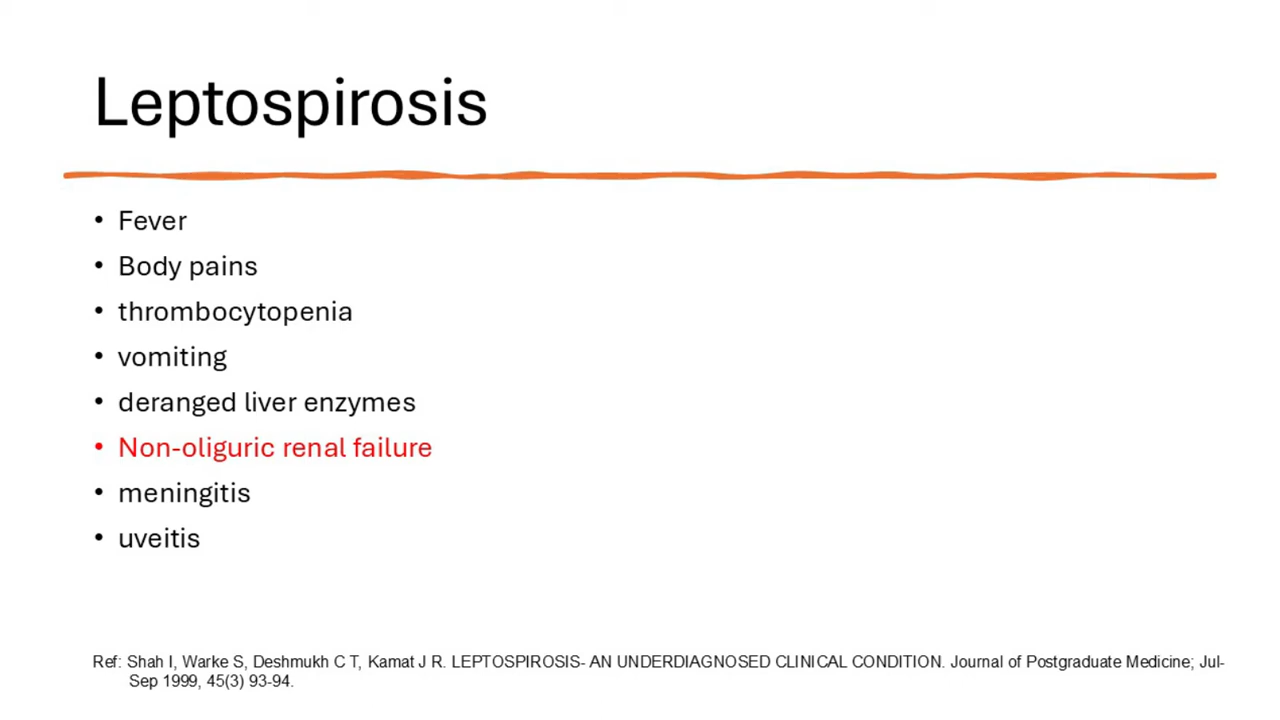 Leptospirosis
• Fever
• Body pains
• thrombocytopenia
• vomiting
• deranged liver enzymes
• Non-oliguric renal failure
• meningitis
• uveitis
Ref: Shah I, Warke S, Deshmukh C T, Kamat J R. LEPTOSPIROSIS- AN UNDERDIAGNOSED CLINICAL CONDITION. Journal of Postgraduate Medicine; Jul-
Sep 1999, 45(3) 93-94.